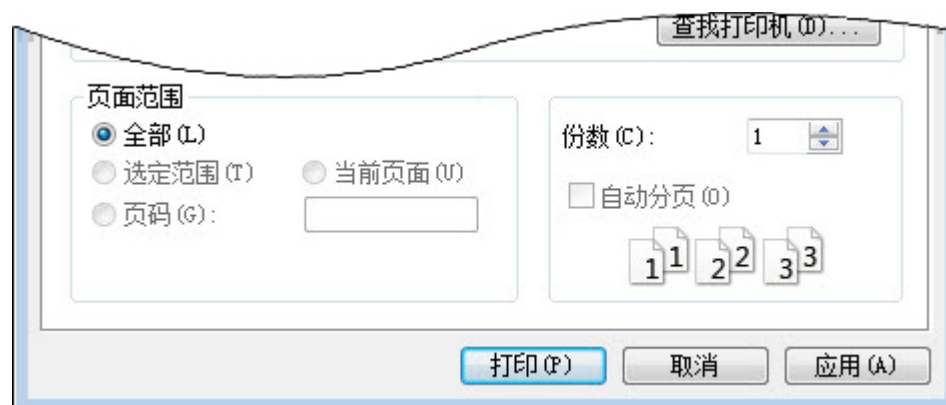 查找打印机(D)...
页面范围
全部(L)
选定范围(T) 当前页面(U)
页码(G):
份数(C): 1
自动分页(O)
1 1 2 2 3 3
打印(P) 取消 应用(A)